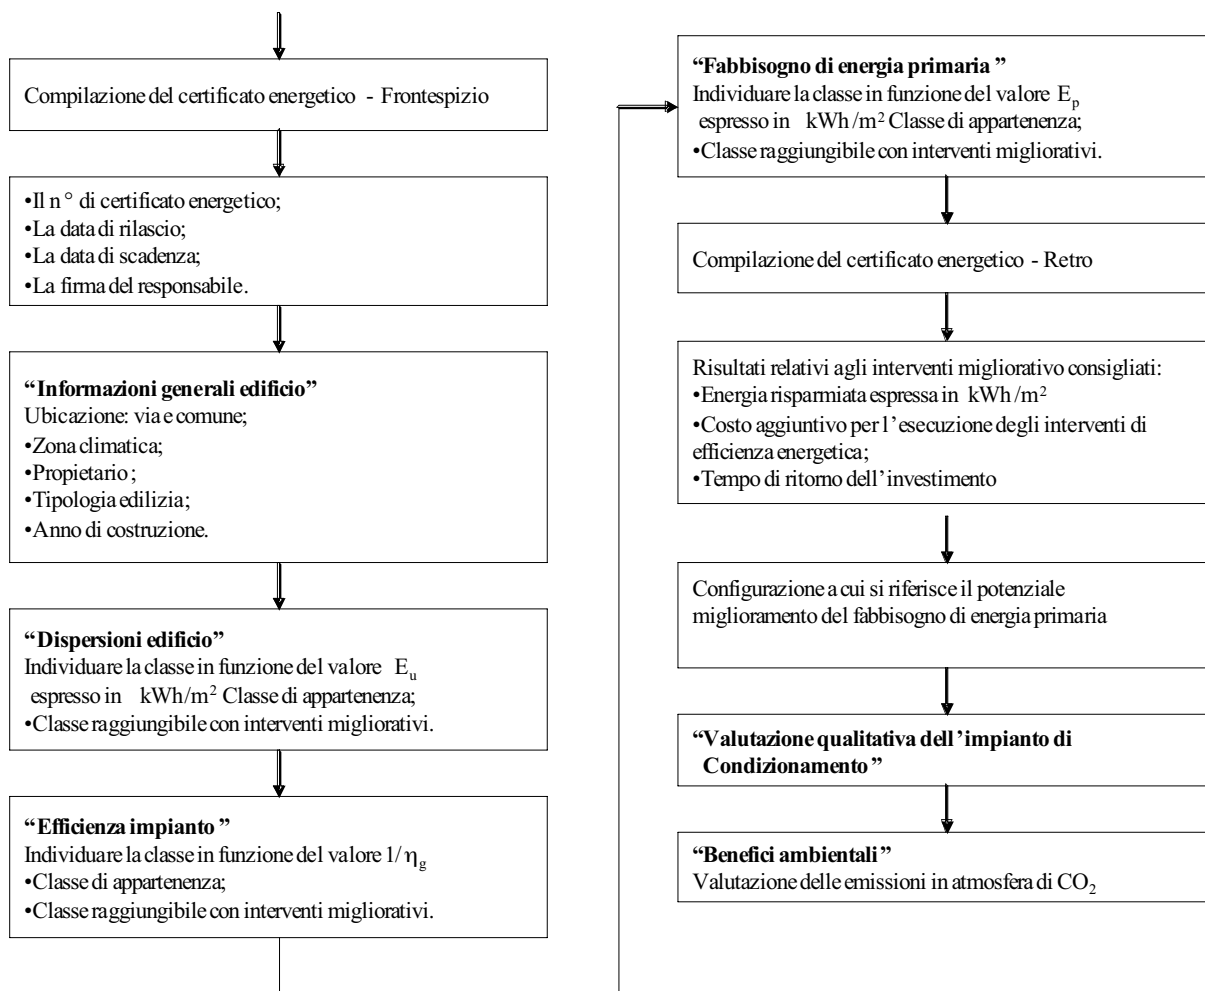 Compilazione del certificato energetico - Frontespizio
•Il n° di certificato energetico;
•La data di rilascio;
•La data di scadenza;
•La firma del responsabile.
“Informazioni generali edificio”
Ubicazione: via e comune;
•Zona climatica;
•Propietario;
•Tipologia edilizia;
•Anno di costruzione.
“Dispersioni edificio”
Individuare la classe in funzione del valore E_u
espresso in kWh/m² Classe di appartenenza;
•Classe raggiungibile con interventi migliorativi.
“Efficienza impianto”
Individuare la classe in funzione del valore 1/η_g
•Classe di appartenenza;
•Classe raggiungibile con interventi migliorativi.
“Fabbisogno di energia primaria”
Individuare la classe in funzione del valore E_p
espresso in kWh/m² Classe di appartenenza;
•Classe raggiungibile con interventi migliorativi.
Compilazione del certificato energetico - Retro
Risultati relativi agli interventi migliorativo consigliati:
•Energia risparmiata espressa in kWh/m²
•Costo aggiuntivo per l’esecuzione degli interventi di
efficienza energetica;
•Tempo di ritorno dell’investimento
Configurazione a cui si riferisce il potenziale
miglioramento del fabbisogno di energia primaria
“Valutazione qualitativa dell’impianto di
Condizionamento”
“Benefici ambientali”
Valutazione delle emissioni in atmosfera di CO₂